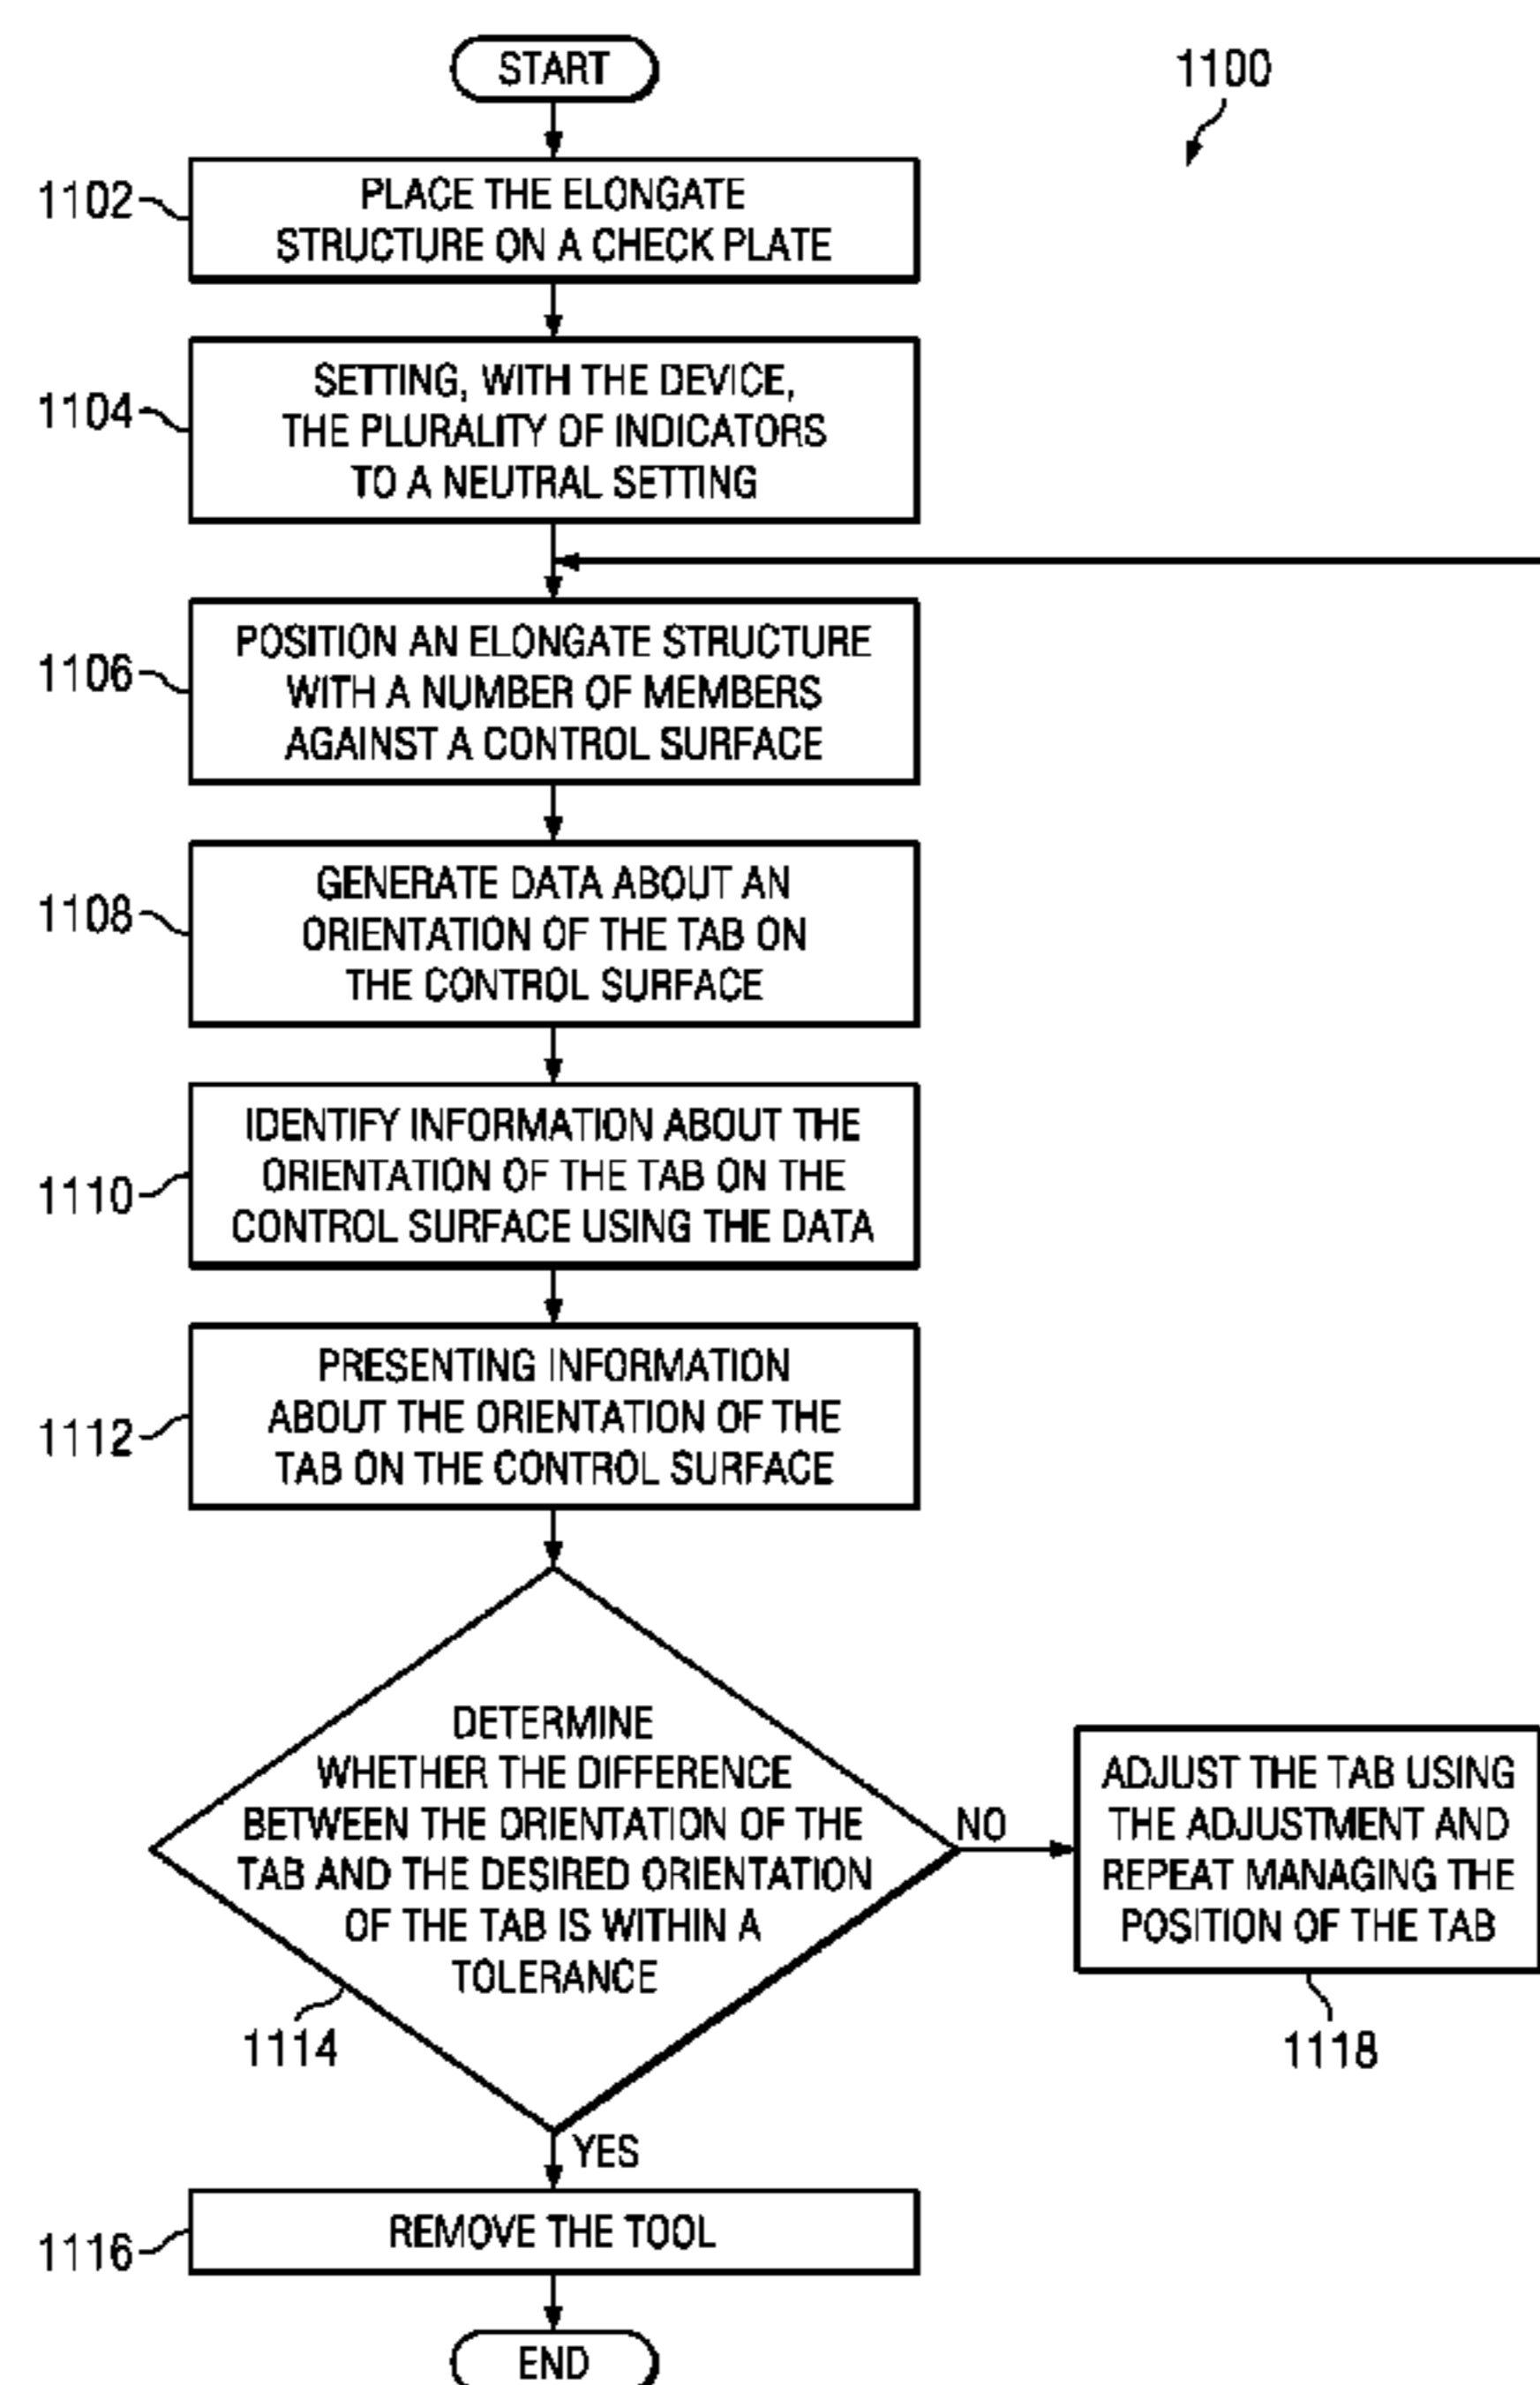 START
1100
1102
PLACE THE ELONGATE
STRUCTURE ON A CHECK PLATE
1104
SETTING, WITH THE DEVICE,
THE PLURALITY OF INDICATORS
TO A NEUTRAL SETTING
1106
POSITION AN ELONGATE STRUCTURE
WITH A NUMBER OF MEMBERS
AGAINST A CONTROL SURFACE
1108
GENERATE DATA ABOUT AN
ORIENTATION OF THE TAB ON
THE CONTROL SURFACE
1110
IDENTIFY INFORMATION ABOUT THE
ORIENTATION OF THE TAB ON THE
CONTROL SURFACE USING THE DATA
1112
PRESENTING INFORMATION
ABOUT THE ORIENTATION OF THE
TAB ON THE CONTROL SURFACE
DETERMINE
WHETHER THE DIFFERENCE
BETWEEN THE ORIENTATION OF THE
TAB AND THE DESIRED ORIENTATION
OF THE TAB IS WITHIN A
TOLERANCE
1114
NO
ADJUST THE TAB USING
THE ADJUSTMENT AND
REPEAT MANAGING THE
POSITION OF THE TAB
1118
YES
1116
REMOVE THE TOOL
END